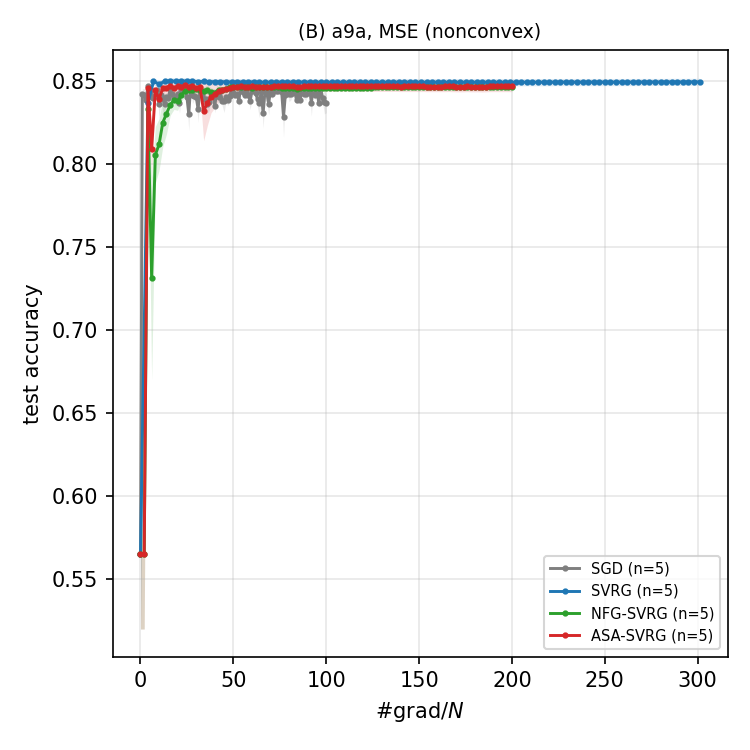 (B) a9a, MSE (nonconvex)
test accuracy
0.85
0.80
0.75
0.70
0.65
0.60
0.55
0
50
100
150
200
250
300
#grad/N
SGD (n=5)
SVRG (n=5)
NFG-SVRG (n=5)
ASA-SVRG (n=5)